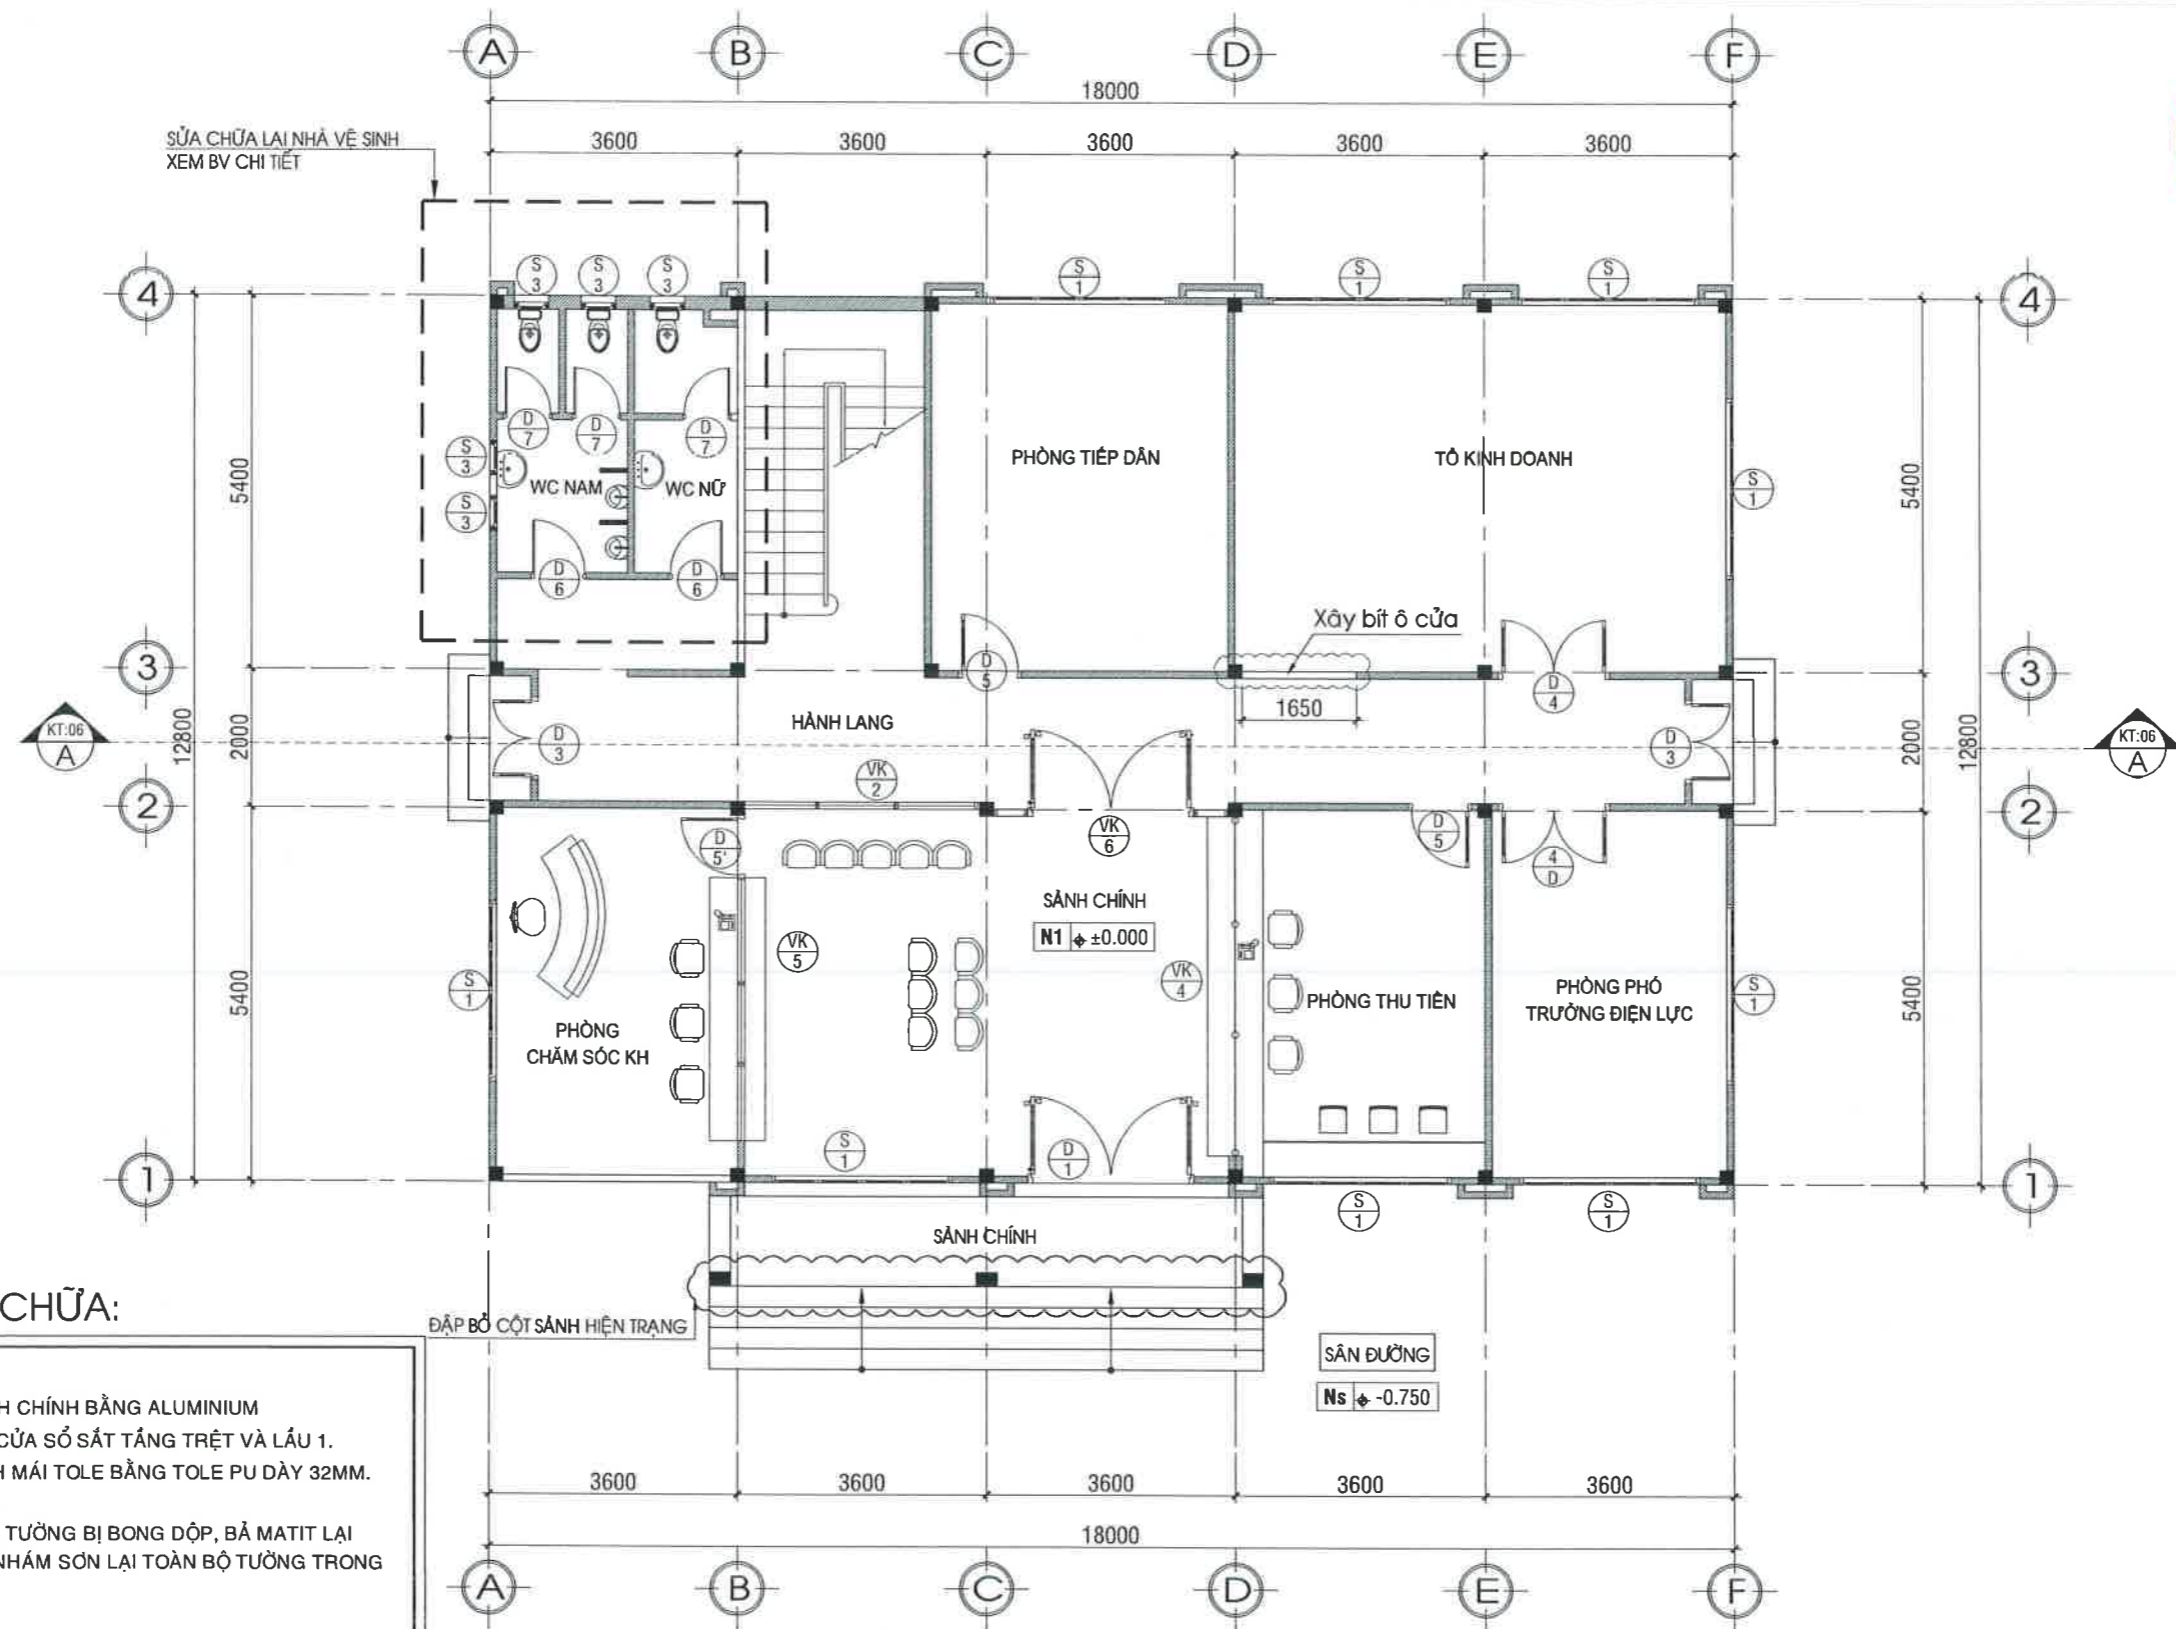 A B C D E F
18000
3600 3600 3600 3600 3600
SỬA CHỮA LẠI NHÀ VỆ SINH
XEM BV CHI TIẾT
S 3 S 3 S 3 S 1 S 1 S 1
4 4
D 7 D 7 D 7
S 3
S 3
WC NAM WC NỮ
PHÒNG TIẾP DÂN
TỔ KINH DOANH
S 1
5400 5400
D 6 D 6
Xây bít ô cửa
3 3
D 5
D 4
1650
KT:06
A
12800
2000
D 3
HÀNH LANG
D 3
2000
12800
KT:06
A
VK 2
2 2
D 5'
VK 6
D 5
4 D
SẢNH CHÍNH
N1 ±0.000
VK 5
VK 4
S 1
S 1
5400 5400
PHÒNG THU TIỀN
PHÒNG PHÓ
TRƯỞNG ĐIỆN LỰC
PHÒNG
CHĂM SÓC KH
S 1
D 1
1 1
S 1 S 1
SẢNH CHÍNH
CHỮA:
ĐẬP BỎ CỘT SẢNH HIỆN TRẠNG
SÂN ĐƯỜNG
Ns -0.750
H CHÍNH BẰNG ALUMINIUM
CỬA SỔ SẮT TẦNG TRỆT VÀ LẦU 1.
H MÁI TOLE BẰNG TOLE PU DÀY 32MM.
TƯỜNG BỊ BONG DỘP, BẢ MATIT LẠI
NHÁM SƠN LẠI TOÀN BỘ TƯỜNG TRONG
3600 3600 3600 3600 3600
18000
A B C D E F